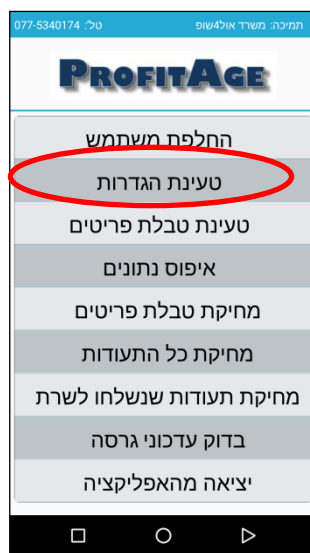 תמיכה: משרד אול4שופ טל': 077-5340174
PROFITAGE
החלפת משתמש
טעינת הגדרות
טעינת טבלת פריטים
איפוס נתונים
מחיקת טבלת פריטים
מחיקת כל התעודות
מחיקת תעודות שנשלחו לשרת
בדוק עדכוני גרסה
יציאה מהאפליקציה